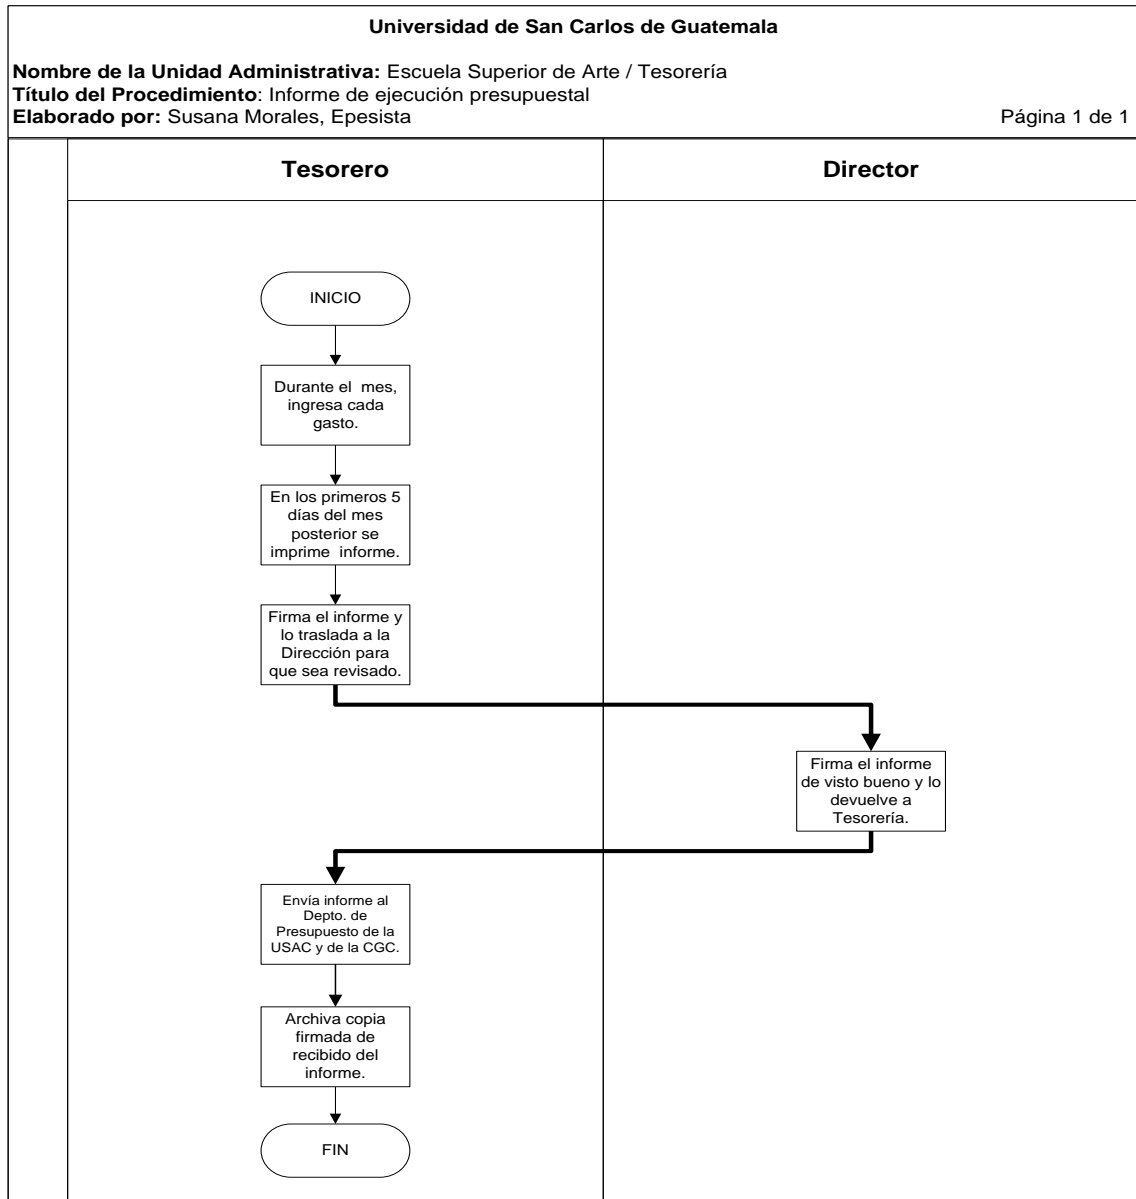 Universidad de San Carlos de Guatemala
Nombre de la Unidad Administrativa: Escuela Superior de Arte / Tesorería
Título del Procedimiento: Informe de ejecución presupuestal
Elaborado por: Susana Morales, Epesista
Página 1 de 1
Tesorero
Director
INICIO
Durante el mes,
ingresa cada
gasto.
En los primeros 5
días del mes
posterior se
imprime informe.
Firma el informe y
lo traslada a la
Dirección para
que sea revisado.
Firma el informe
de visto bueno y lo
devuelve a
Tesorería.
Envía informe al
Depto. de
Presupuesto de la
USAC y de la CGC.
Archiva copia
firmada de
recibido del
informe.
FIN